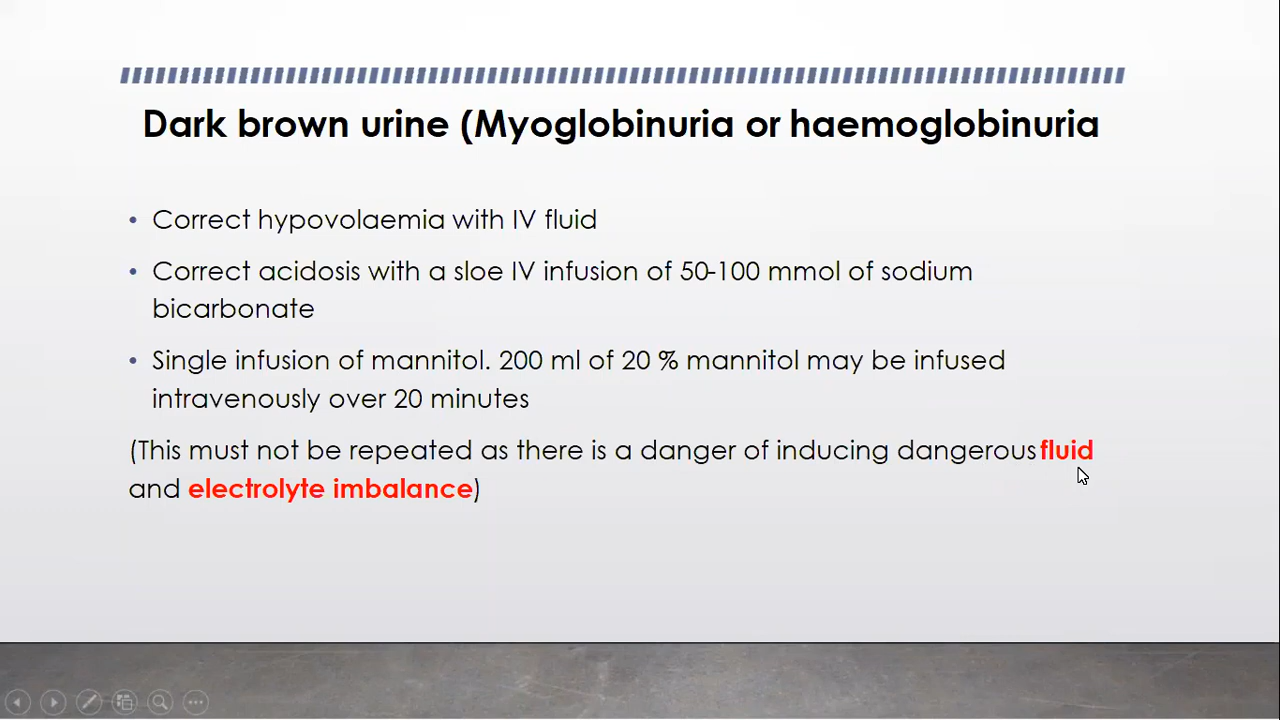 Dark brown urine (Myoglobinuria or haemoglobinuria
• Correct hypovolaemia with IV fluid
• Correct acidosis with a sloe IV infusion of 50-100 mmol of sodium
bicarbonate
• Single infusion of mannitol. 200 ml of 20 % mannitol may be infused
intravenously over 20 minutes
(This must not be repeated as there is a danger of inducing dangerous fluid
and electrolyte imbalance)